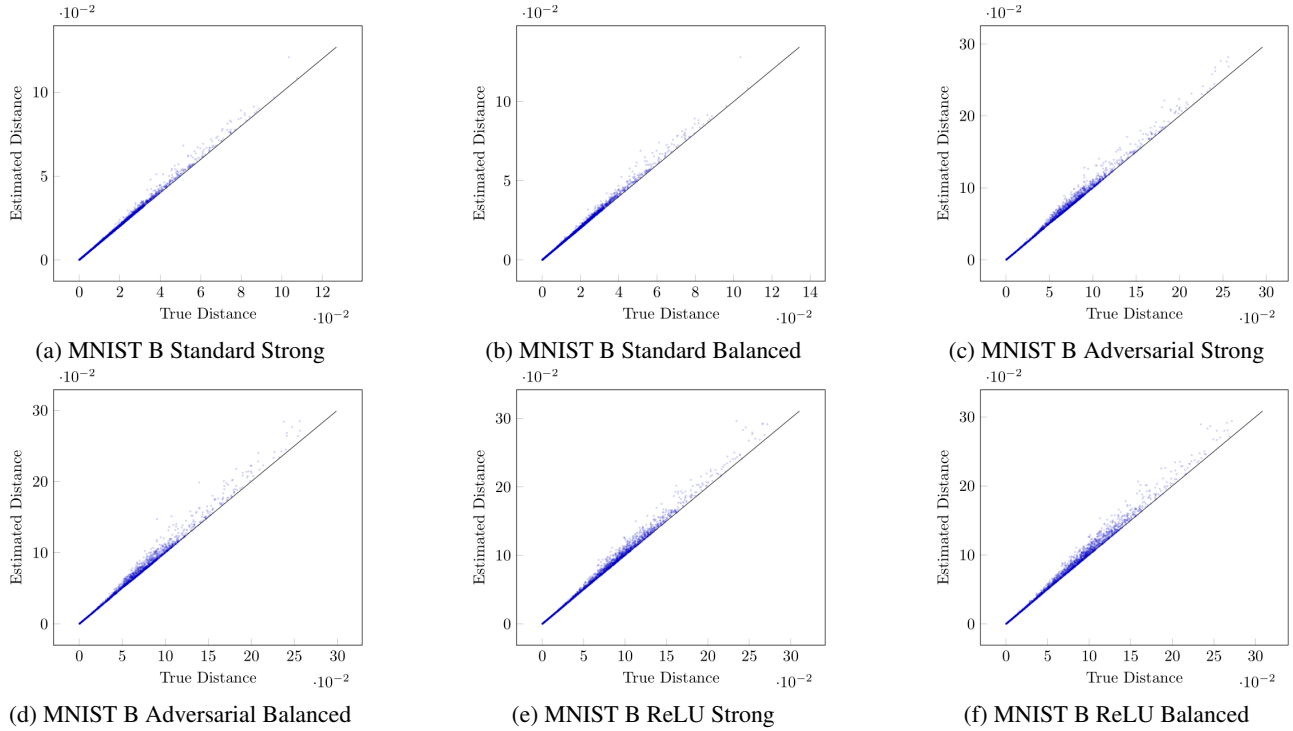 ·10⁻²
Estimated Distance
10
5
0
0 2 4 6 8 10 12
True Distance
·10⁻²
(a) MNIST B Standard Strong
·10⁻²
Estimated Distance
10
5
0
0 2 4 6 8 10 12 14
True Distance
·10⁻²
(b) MNIST B Standard Balanced
·10⁻²
Estimated Distance
30
20
10
0
0 5 10 15 20 25 30
True Distance
·10⁻²
(c) MNIST B Adversarial Strong
·10⁻²
Estimated Distance
30
20
10
0
0 5 10 15 20 25 30
True Distance
·10⁻²
(d) MNIST B Adversarial Balanced
·10⁻²
Estimated Distance
30
20
10
0
0 5 10 15 20 25 30
True Distance
·10⁻²
(e) MNIST B ReLU Strong
·10⁻²
Estimated Distance
30
20
10
0
0 5 10 15 20 25 30
True Distance
·10⁻²
(f) MNIST B ReLU Balanced